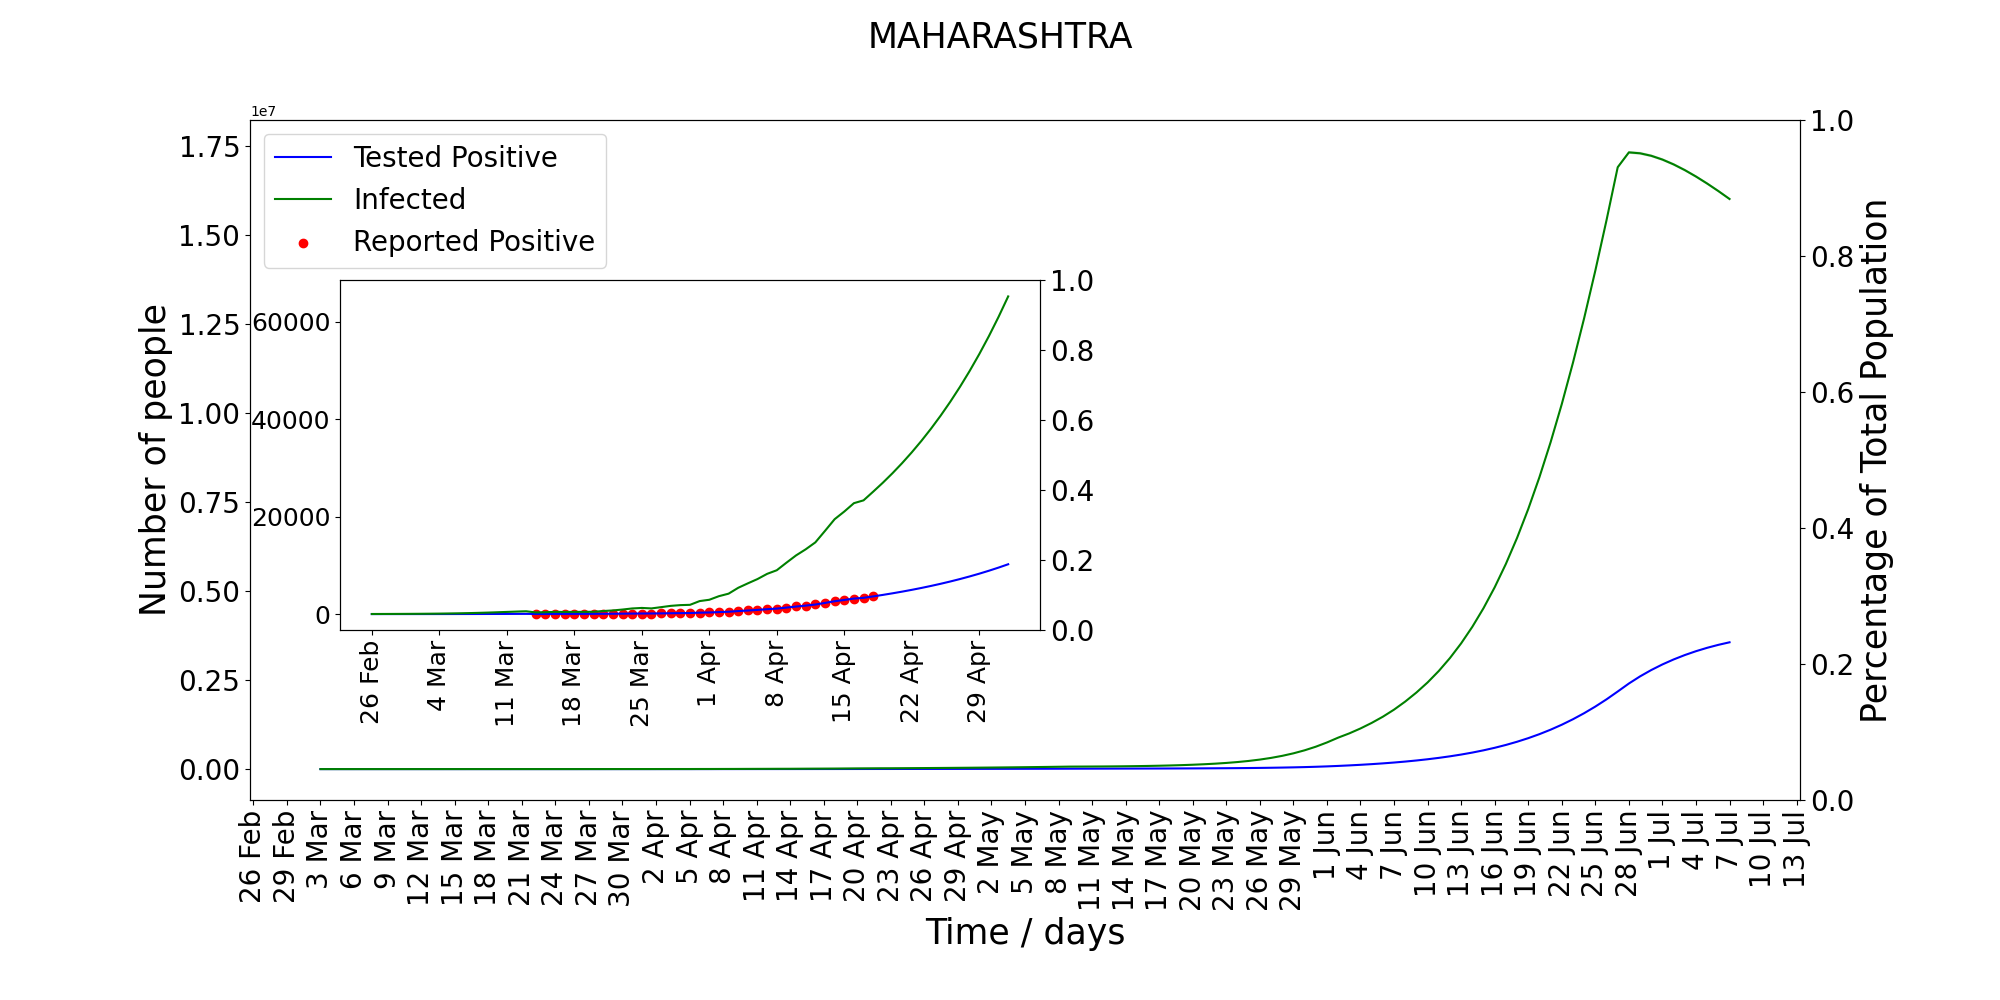 MAHARASHTRA
1e7
Tested Positive
Infected
Reported Positive
Number of people
1.75
1.50
1.25
1.00
0.75
0.50
0.25
0.00
60000
40000
20000
0
1.0
0.8
0.6
0.4
0.2
0.0
26 Feb
4 Mar
11 Mar
18 Mar
25 Mar
1 Apr
8 Apr
15 Apr
22 Apr
29 Apr
1.0
0.8
0.6
0.4
0.2
0.0
Percentage of Total Population
26 Feb
29 Feb
3 Mar
6 Mar
9 Mar
12 Mar
15 Mar
18 Mar
21 Mar
24 Mar
27 Mar
30 Mar
2 Apr
5 Apr
8 Apr
11 Apr
14 Apr
17 Apr
20 Apr
23 Apr
26 Apr
29 Apr
2 May
5 May
8 May
11 May
14 May
17 May
20 May
23 May
26 May
29 May
1 Jun
4 Jun
7 Jun
10 Jun
13 Jun
16 Jun
19 Jun
22 Jun
25 Jun
28 Jun
1 Jul
4 Jul
7 Jul
10 Jul
13 Jul
Time / days